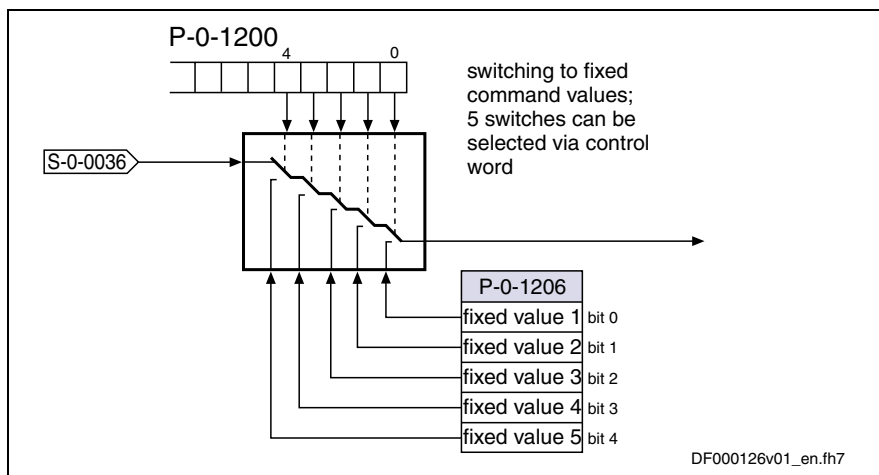 P-0-1200
4 0
switching to fixed
command values;
5 switches can be
selected via control
word
S-0-0036
P-0-1206
fixed value 1 bit 0
fixed value 2 bit 1
fixed value 3 bit 2
fixed value 4 bit 3
fixed value 5 bit 4
DF000126v01_en.fh7